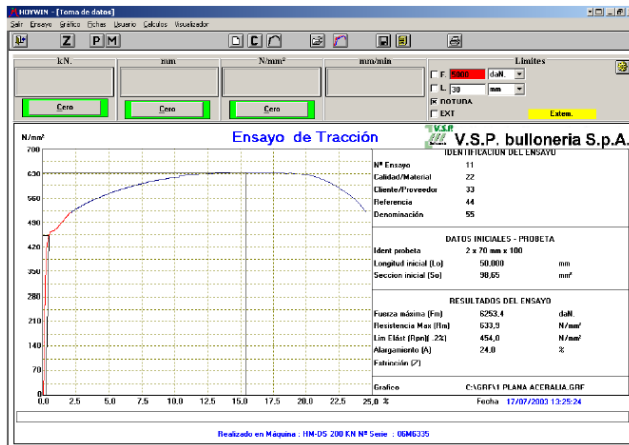 HOYWIN - [Toma de datos]
Salir Ensayo Gráfico Fichas Usuario Calculos Visualizador
Z P M C
kN. mm N/mm² mm/min Límites
F. 5000 daN.
L. 30 mm
ROTURA
EXT Extom.
Cero Cero Cero
N/mm² Ensayo de Tracción V.S.P. V.S.P. bulloneria S.p.A.
700
630
560
490
420
350
280
210
140
70
0
0,0 2,5 5,0 7,5 10,0 12,5 15,0 17,5 20,0 22,5 25,0 %
IDENTIFICACION DEL ENSAYO
Nº Ensayo 11
Calidad/Material 22
Cliente/Proveedor 33
Referencia 44
Denominación 55
DATOS INICIALES - PROBETA
Ident probeta 2 x 70 mm x 100
Longitud inicial (Lo) 50,000 mm
Seccion inicial (So) 98,65 mm²
RESULTADOS DEL ENSAYO
Fuerza máxima (Fm) 6253,4 daN.
Resistencia Max (Rm) 633,9 N/mm²
Lim Elást (Rpn)( .2%) 454,0 N/mm²
Alargamiento (A) 24,0 %
Estricción (Z)
Grafico C:\GRF\1 PLANA ACERALIA.GRF
Fecha 17/07/2003 13:25:24
Realizado en Máquina : HM-DS 200 KN Nº Serie : 06M6335